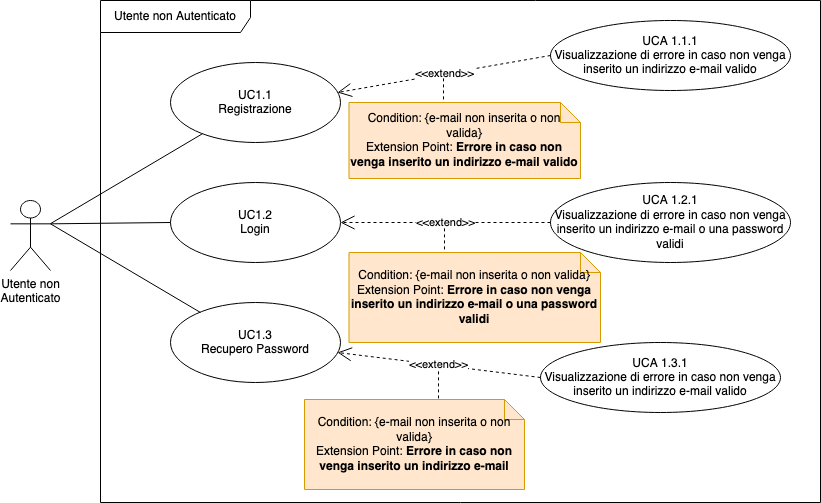 Utente non Autenticato
UCA 1.1.1
Visualizzazione di errore in caso non venga
inserito un indirizzo e-mail valido
<<extend>>
UC1.1
Registrazione
Condition: {e-mail non inserita o non
valida}
Extension Point: Errore in caso non
venga inserito un indirizzo e-mail valido
UCA 1.2.1
Visualizzazione di errore in caso non venga
inserito un indirizzo e-mail o una password
validi
<<extend>>
UC1.2
Login
Utente non
Autenticato
Condition: {e-mail non inserita o non valida}
Extension Point: Errore in caso non venga
inserito un indirizzo e-mail o una password
validi
UC1.3
Recupero Password
<<extend>>
UCA 1.3.1
Visualizzazione di errore in caso non venga
inserito un indirizzo e-mail valido
Condition: {e-mail non inserita o non
valida}
Extension Point: Errore in caso non
venga inserito un indirizzo e-mail